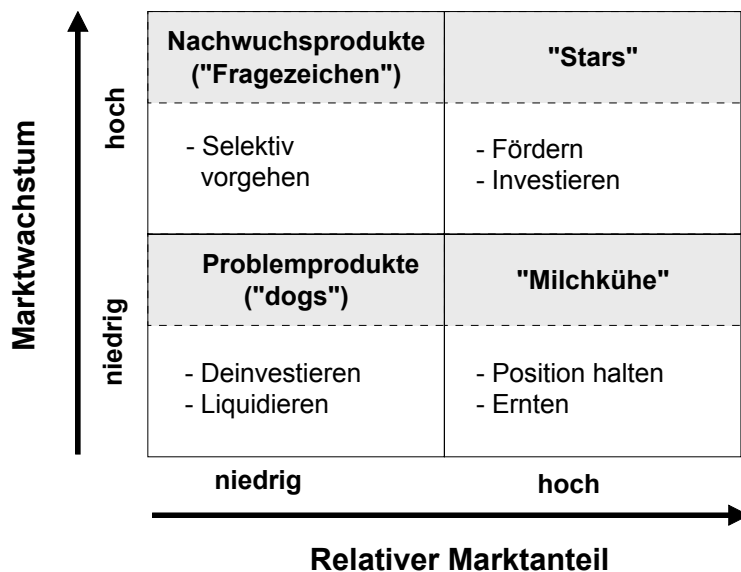 Nachwuchsprodukte
("Fragezeichen")
"Stars"
- Selektiv
vorgehen
- Fördern
- Investieren
Problemprodukte
("dogs")
"Milchkühe"
- Deinvestieren
- Liquidieren
- Position halten
- Ernten
Marktwachstum
hoch
niedrig
niedrig
hoch
Relativer Marktanteil